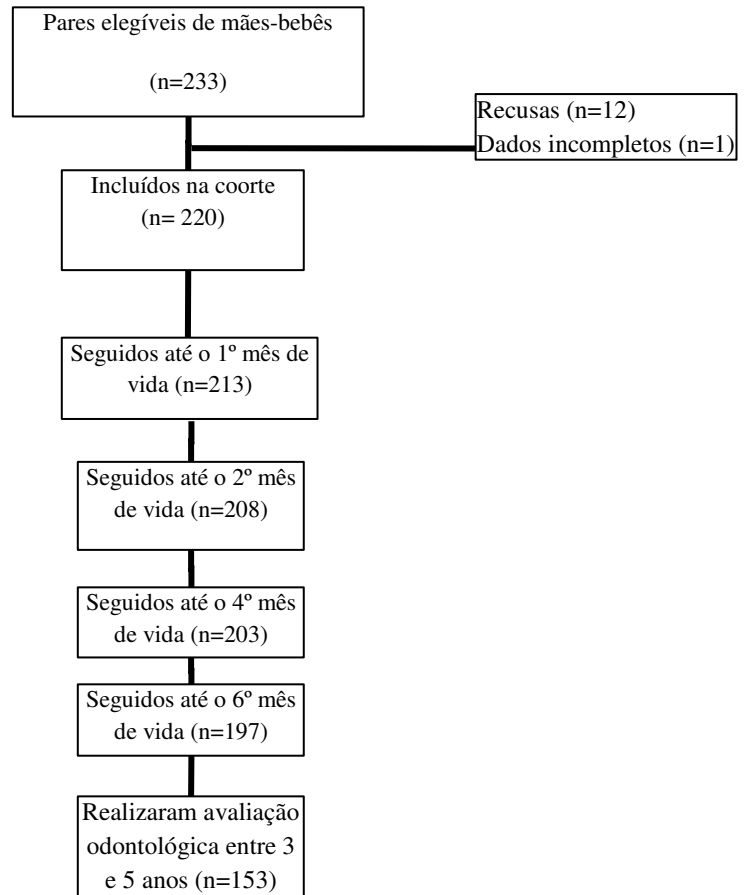 Pares elegíveis de mães-bebês
(n=233)
Recusas (n=12)
Dados incompletos (n=1)
Incluídos na coorte
(n= 220)
Seguidos até o 1º mês de
vida (n=213)
Seguidos até o 2º mês
de vida (n=208)
Seguidos até o 4º mês
de vida (n=203)
Seguidos até o 6º mês
de vida (n=197)
Realizaram avaliação
odontológica entre 3
e 5 anos (n=153)